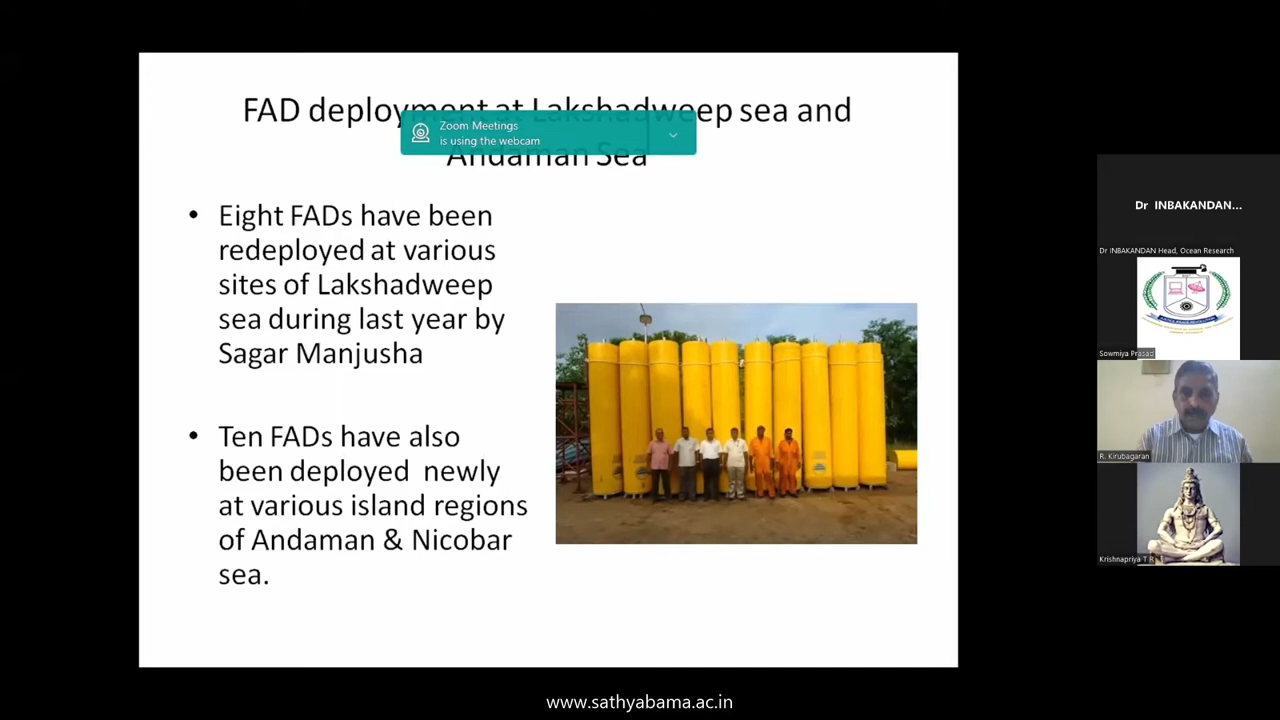 FAD deployment at Lakshadweep sea and
Andaman Sea
Zoom Meetings
is using the webcam
• Eight FADs have been
redeployed at various
sites of Lakshadweep
sea during last year by
Sagar Manjusha
• Ten FADs have also
been deployed newly
at various island regions
of Andaman & Nicobar
sea.
Dr INBAKANDAN...
Dr INBAKANDAN Head, Ocean Research
Sowmiya Prasad
R. Kirubagaran
Krishnapriya T R
www.sathyabama.ac.in